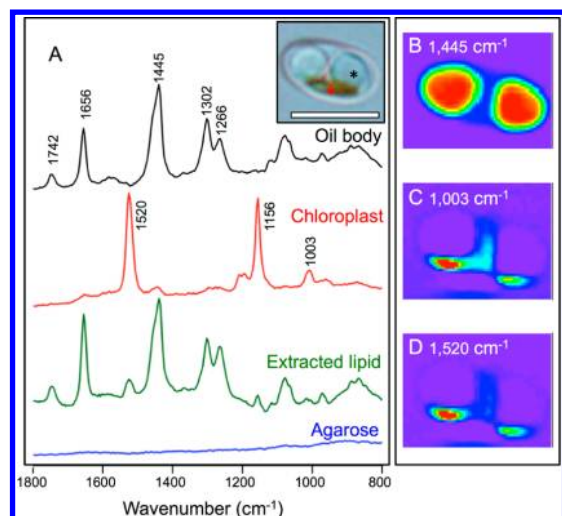 A
*
Oil body
1742
1656
1445
1302
1266
Chloroplast
1520
1156
1003
Extracted lipid
Agarose
1800 1600 1400 1200 1000 800
Wavenumber (cm⁻¹)
B 1,445 cm⁻¹
C 1,003 cm⁻¹
D 1,520 cm⁻¹